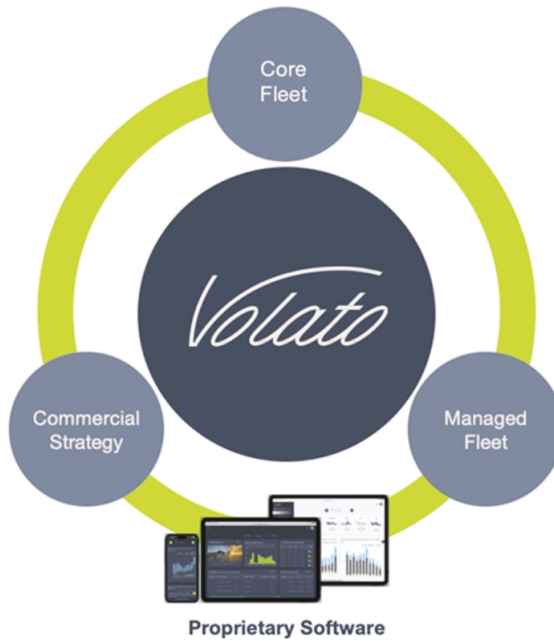 Core
Fleet
Volato
Commercial
Strategy
Managed
Fleet
Proprietary Software